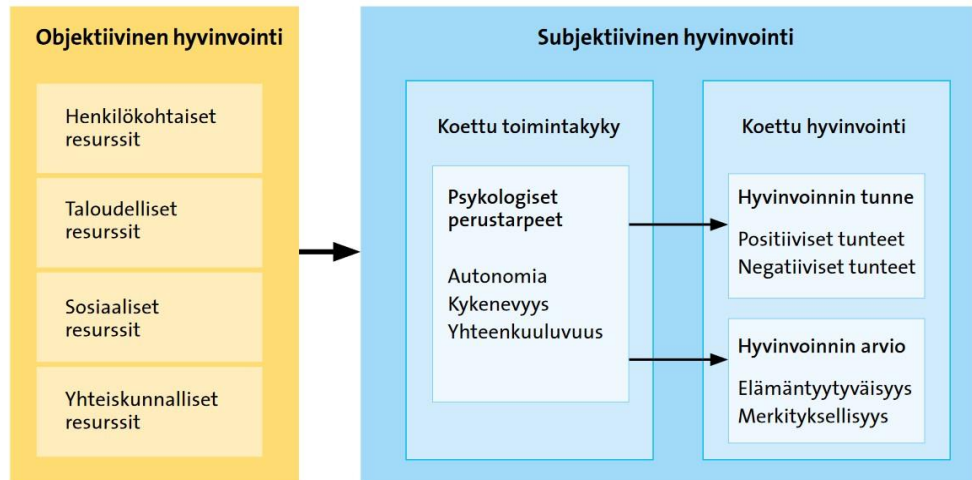 Objektiivinen hyvinvointi
Henkilökohtaiset
resurssit
Taloudelliset
resurssit
Sosiaaliset
resurssit
Yhteiskunnalliset
resurssit
Subjektiivinen hyvinvointi
Koettu toimintakyky
Psykologiset
perustarpeet
Autonomia
Kykenevyys
Yhteenkuuluvuus
Koettu hyvinvointi
Hyvinvoinnin tunne
Positiiviset tunteet
Negatiiviset tunteet
Hyvinvoinnin arvio
Elämäntyytyväisyys
Merkityksellisyys